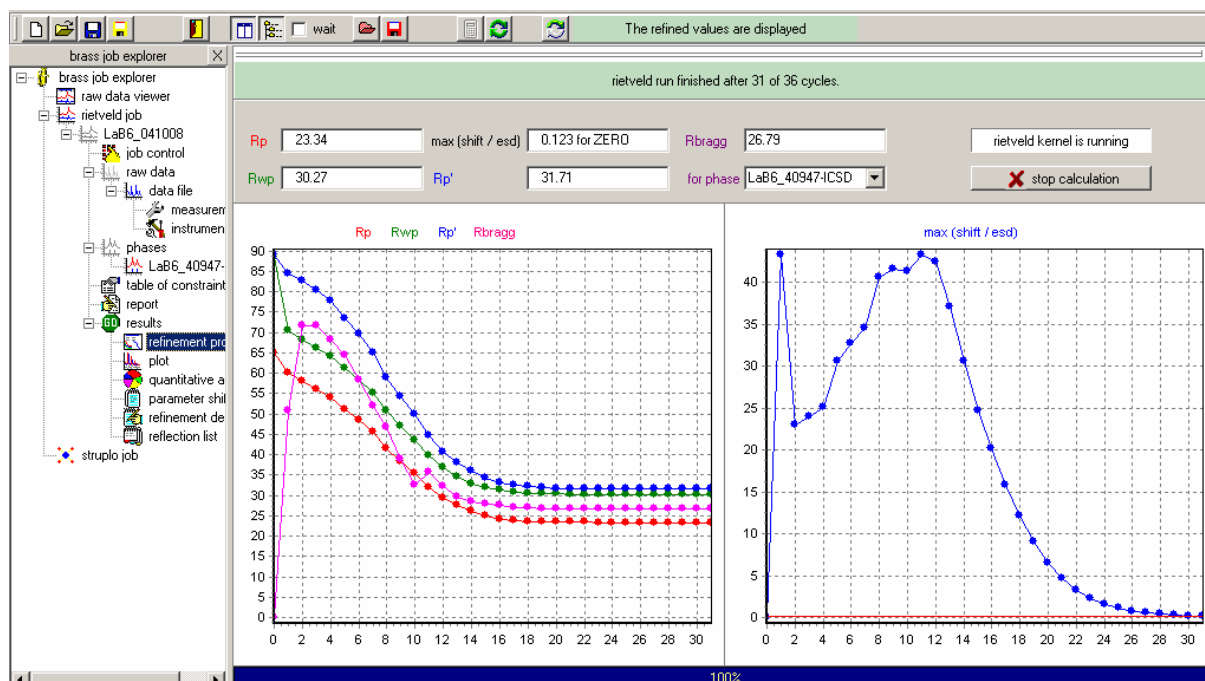 wait
The refined values are displayed
brass job explorer X
brass job explorer
raw data viewer
rietveld job
LaB6_041008
job control
raw data
data file
measurem
instrumen
phases
LaB6_40947-
table of constraint
report
GO results
refinement pro
plot
quantitative a
parameter shi
refinement de
reflection list
struplo job
rietveld run finished after 31 of 36 cycles.
Rp 23.34 max (shift / esd) 0.123 for ZERO Rbragg 26.79 rietveld kernel is running
Rwp 30.27 Rp' 31.71 for phase LaB6_40947-ICSD stop calculation
Rp Rwp Rp' Rbragg
90
85
80
75
70
65
60
55
50
45
40
35
30
25
20
15
10
5
0
0 2 4 6 8 10 12 14 16 18 20 22 24 26 28 30
max (shift / esd)
40
35
30
25
20
15
10
5
0
0 2 4 6 8 10 12 14 16 18 20 22 24 26 28 30
100%